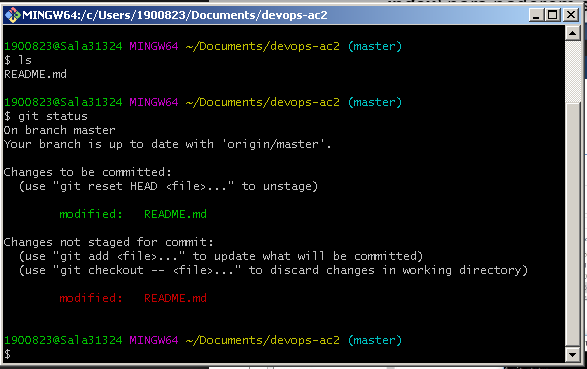 MINGW64:/c/Users/1900823/Documents/devops-ac2
1900823@Sala31324 MINGW64 ~/Documents/devops-ac2 (master)
$ ls
README.md
1900823@Sala31324 MINGW64 ~/Documents/devops-ac2 (master)
$ git status
On branch master
Your branch is up to date with 'origin/master'.
Changes to be committed:
(use "git reset HEAD <file>..." to unstage)
modified: README.md
Changes not staged for commit:
(use "git add <file>..." to update what will be committed)
(use "git checkout -- <file>..." to discard changes in working directory)
modified: README.md
1900823@Sala31324 MINGW64 ~/Documents/devops-ac2 (master)
$